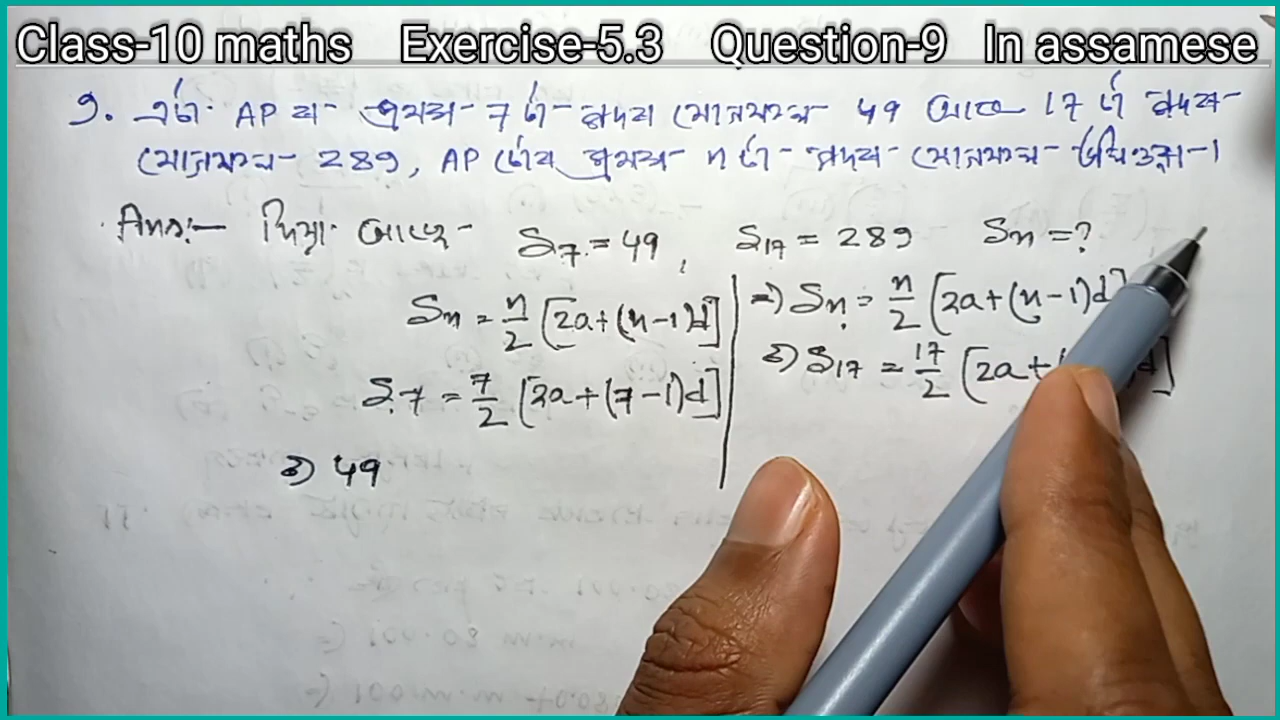 Class-10 maths Exercise-5.3 Question-9 In assamese
9. এটা AP ৰ প্ৰথম 7 টা পদৰ যোগফল 49 আৰু 17 টা পদৰ
যোগফল 289, AP টোৰ প্ৰথম n টা পদৰ যোগফল উলিওৱা।
Ans:- দিয়া আছে- S₇ = 49, S₁₇ = 289 Sn = ?
Sn = n/2 [2a+(n-1)d] ⇒) Sn = n/2 [2a+(n-1)d]
S₇ = 7/2 [2a+(7-1)d] ⇒) S₁₇ = 17/2 [2a+ d]
⇒) 49